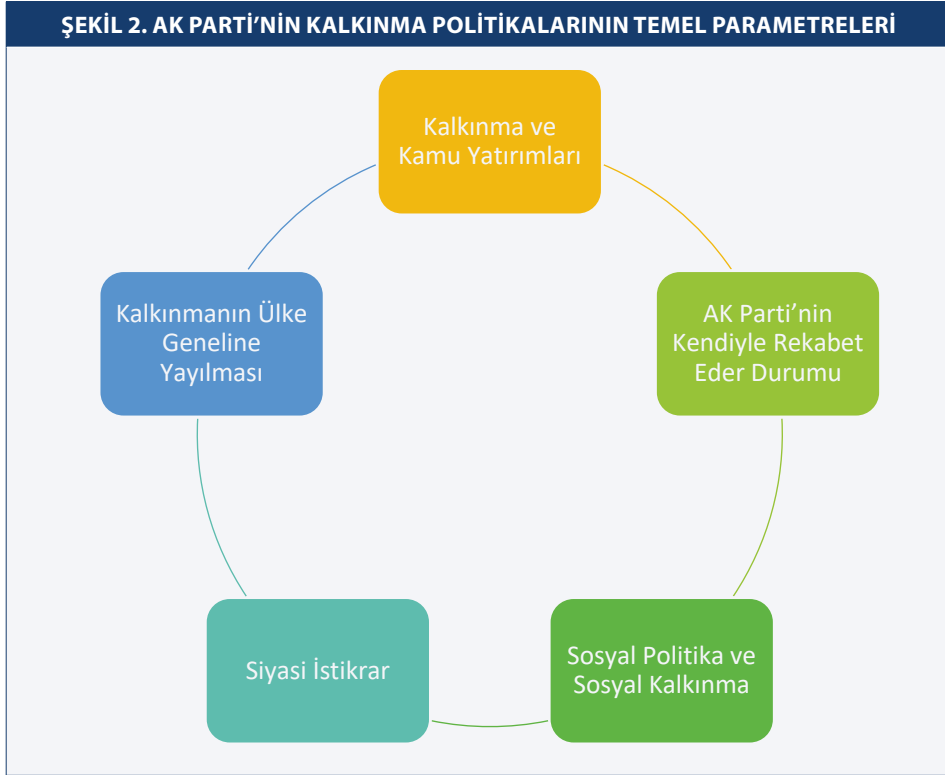 ŞEKİL 2. AK PARTİ’NİN KALKINMA POLİTİKALARININ TEMEL PARAMETRELERİ
Kalkınma ve
Kamu Yatırımları
AK Parti’nin
Kendiyle Rekabet
Eder Durumu
Sosyal Politika ve
Sosyal Kalkınma
Siyasi İstikrar
Kalkınmanın Ülke
Geneline
Yayılması